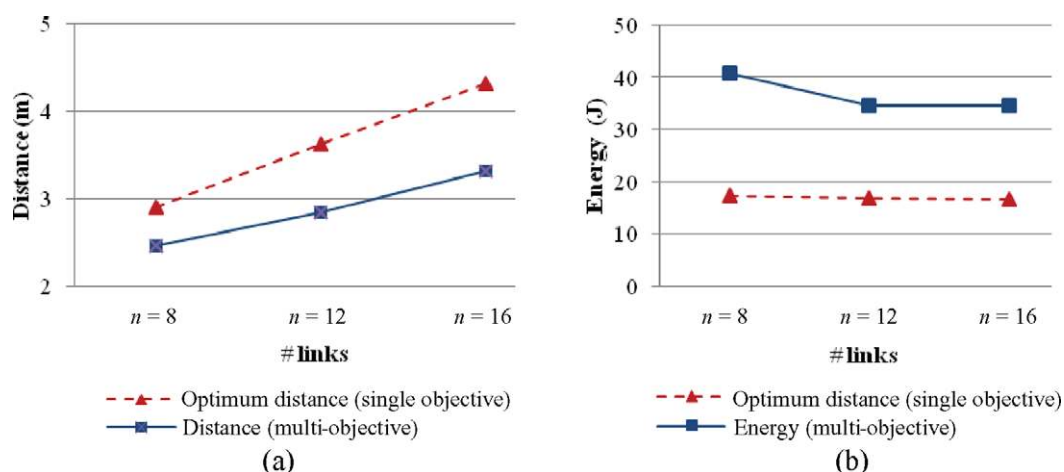 5
4
3
2
Distance (m)
n = 8
n = 12
n = 16
# links
Optimum distance (single objective)
Distance (multi-objective)
(a)
50
40
30
20
10
0
Energy (J)
n = 8
n = 12
n = 16
# links
Optimum distance (single objective)
Energy (multi-objective)
(b)